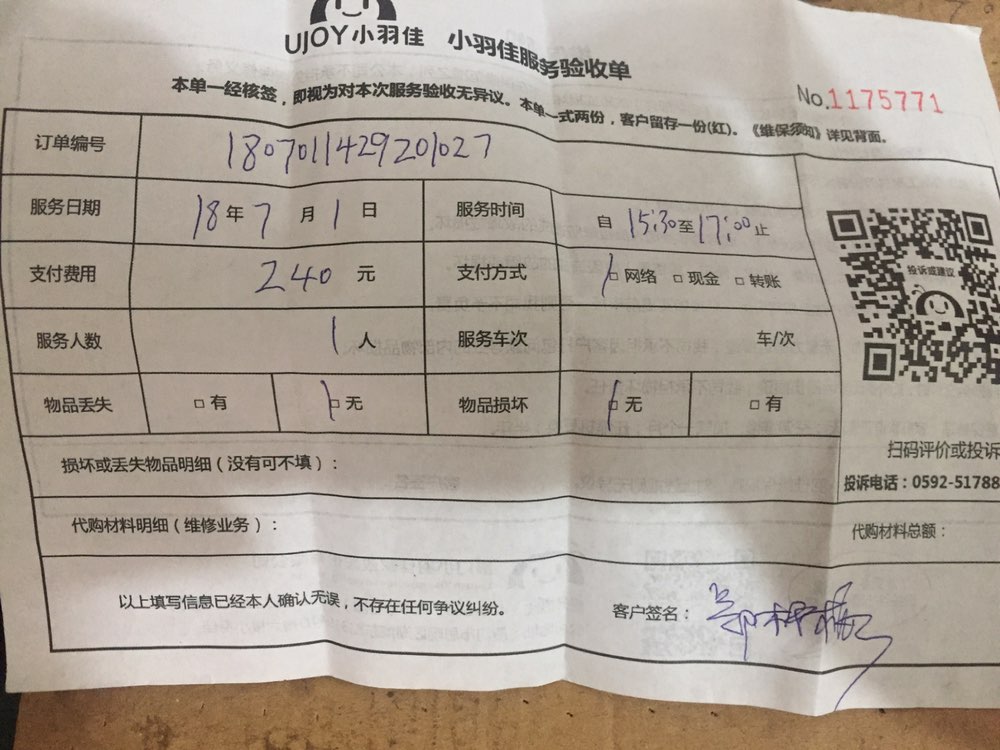 UJOY小羽佳 小羽佳服务验收单
No.1175771
本单一经核签，即视为对本次服务验收无异议。本单一式两份，客户留存一份(红)。《维保须知》详见背面。
订单编号 1807011429201027
服务日期 18年7月1日 服务时间 自15:30至17:00止
支付费用 240元 支付方式 □网络 □现金 □转账
投诉或建议
服务人数 1人 服务车次 车/次
物品丢失 □有 □无 物品损坏 □无 □有
扫码评价或投诉
损坏或丢失物品明细（没有可不填）：
投诉电话：0592-51788
代购材料明细（维修业务）：
代购材料总额：
以上填写信息已经本人确认无误，不存在任何争议纠纷。
客户签名：